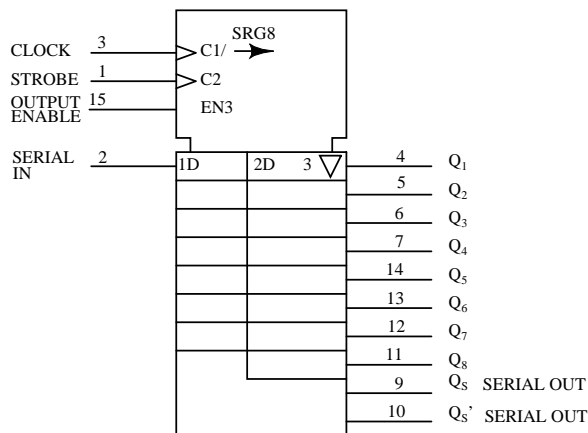 SRG8
CLOCK 3 C1/
STROBE 1 C2
OUTPUT ENABLE 15 EN3
SERIAL IN 2 1D 2D 3 4 Q1
5 Q2
6 Q3
7 Q4
14 Q5
13 Q6
12 Q7
11 Q8
9 QS SERIAL OUT
10 QS' SERIAL OUT